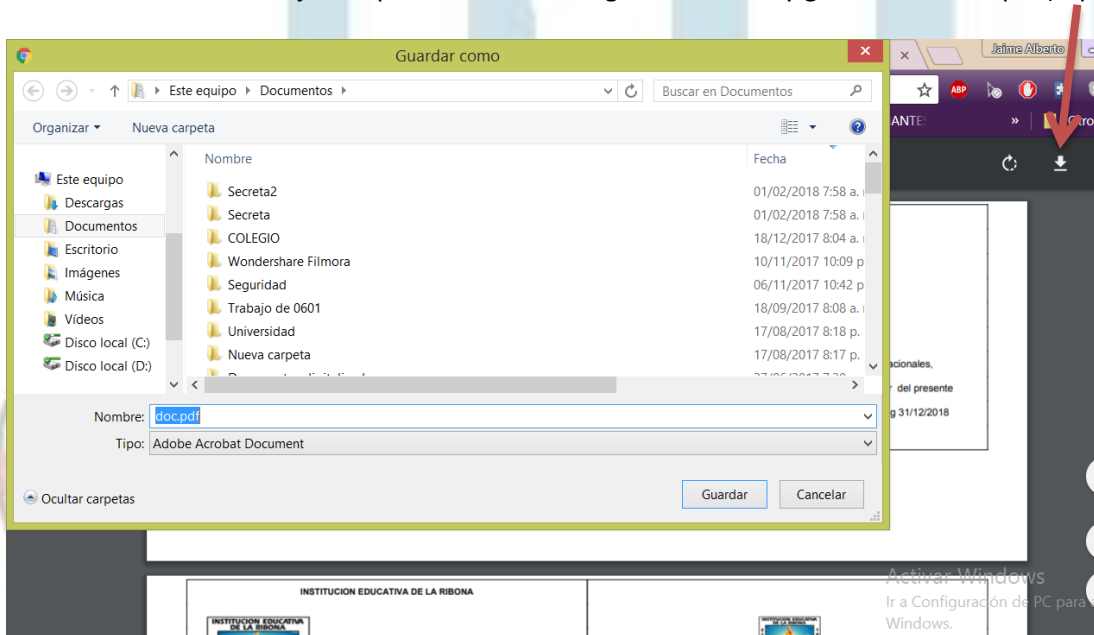 Guardar como
Jaime Alberto
Este equipo
Documentos
Buscar en Documentos
ABP
Organizar
Nueva carpeta
ANTE
»
Nombre
Fecha
Este equipo
Descargas
Documentos
Escritorio
Imágenes
Música
Vídeos
Disco local (C:)
Disco local (D:)
Secreta2 01/02/2018 7:58 a.
Secreta 01/02/2018 7:58 a.
COLEGIO 18/12/2017 8:04 a.
Wondershare Filmora 10/11/2017 10:09 p
Seguridad 06/11/2017 10:42 p
Trabajo de 0601 18/09/2017 8:08 a.
Universidad 17/08/2017 8:18 p.
Nueva carpeta 17/08/2017 8:17 p.
acionales,
del presente
g 31/12/2018
Nombre: doc.pdf
Tipo: Adobe Acrobat Document
Ocultar carpetas
Guardar
Cancelar
Activar Windows
Ir a Configuración de PC para
Windows.
INSTITUCION EDUCATIVA DE LA RIBONA
INSTITUCION EDUCATIVA
DE LA RIBONA